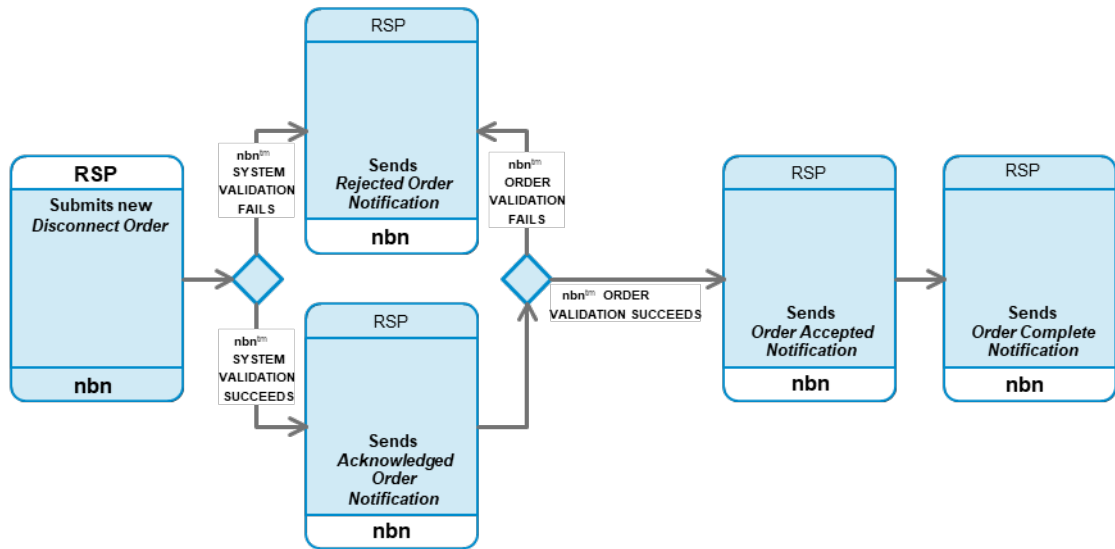 RSP
Submits new
Disconnect Order
nbn
nbn™
SYSTEM
VALIDATION
FAILS
nbn™
SYSTEM
VALIDATION
SUCCEEDS
RSP
Sends
Rejected Order
Notification
nbn
RSP
Sends
Acknowledged
Order
Notification
nbn
nbn™
ORDER
VALIDATION
FAILS
nbn™ ORDER
VALIDATION SUCCEEDS
RSP
Sends
Order Accepted
Notification
nbn
RSP
Sends
Order Complete
Notification
nbn